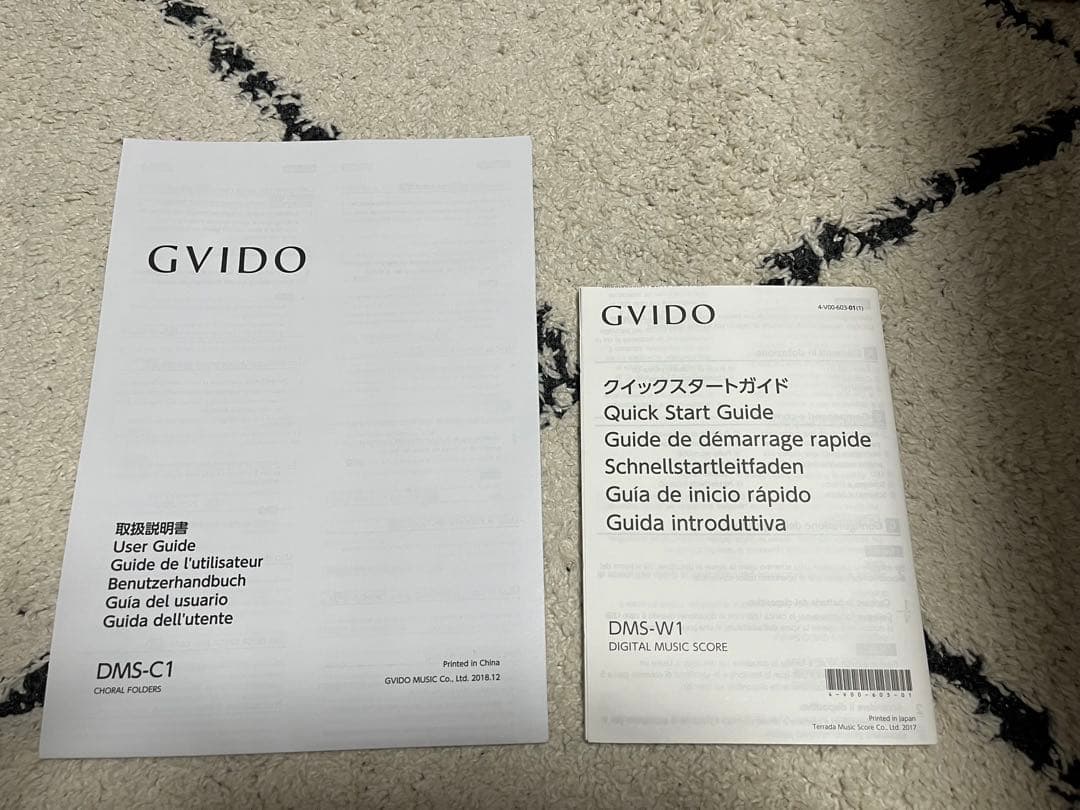 GVIDO
取扱説明書
User Guide
Guide de l'utilisateur
Benutzerhandbuch
Guía del usuario
Guida dell'utente
DMS-C1
CHORAL FOLDERS
Printed in China
GVIDO MUSIC Co., Ltd. 2018.12
GVIDO
4-V00-603-01(1)
クイックスタートガイド
Quick Start Guide
Guide de démarrage rapide
Schnellstartleitfaden
Guía de inicio rápido
Guida introduttiva
DMS-W1
DIGITAL MUSIC SCORE
4-V00-603-01
Printed in Japan
Terrada Music Score Co., Ltd. 2017